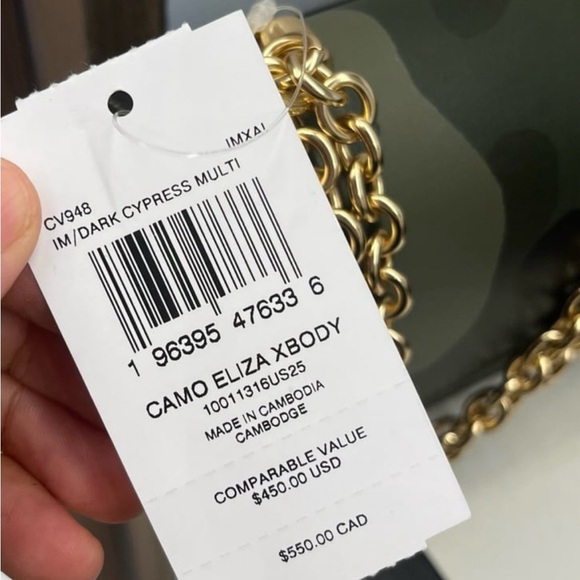 IMXAL
CV948
IM/DARK CYPRESS MULTI
1 96395 47633 6
CAMO ELIZA XBODY
10011316US25
MADE IN CAMBODIA
CAMBODGE
COMPARABLE VALUE
$450.00 USD
$550.00 CAD